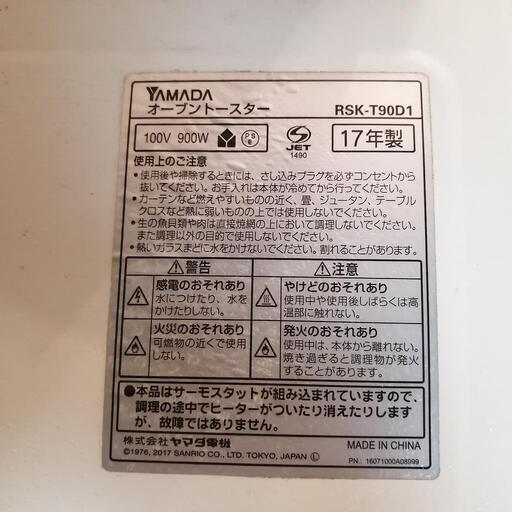 YAMADA
オーブントースター RSK-T90D1
100V 900W PS E S JET 1490 17年製
使用上のご注意
•使用後や掃除するときには、さし込みプラグを必ずコンセントから
抜いてください。お手入れは本体が冷めてから行ってください。
•カーテンなど燃えやすいものの近く、畳、ジュータン、テーブル
クロスなど熱に弱いものの上では使用しないでください。
•生の魚貝類や肉は直接焼網の上において調理しないでください。
また調理以外の目的で使用しないでください。
•熱いガラスまどに水をかけないでください。割れることがあります。
警告
感電のおそれあり
水につけたり、水を
かけたりしない。
火災のおそれあり
可燃物の近くで使用
しない。
注意
やけどのおそれあり
使用中や使用後しばらくは高
温部に触れない。
発火のおそれあり
使用中は、本体から離れない。
焼き過ぎると調理物が発火
することがある。
●本品はサーモスタットが組み込まれていますので、
調理の途中でヒーターがついたり消えたりします
が、故障ではありません。
株式会社 ヤマダ電機 MADE IN CHINA
©1976, 2017 SANRIO CO., LTD. TOKYO, JAPAN Ⓛ PN.: 16071000A08999